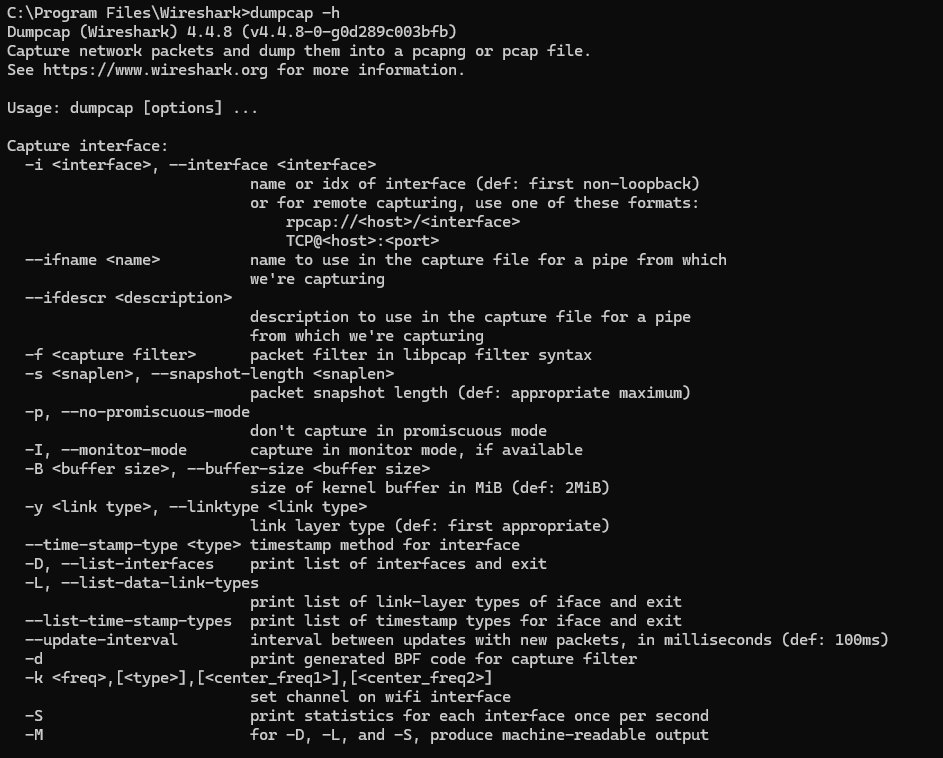 C:\Program Files\Wireshark>dumpcap -h
Dumpcap (Wireshark) 4.4.8 (v4.4.8-0-g0d289c003bfb)
Capture network packets and dump them into a pcapng or pcap file.
See https://www.wireshark.org for more information.

Usage: dumpcap [options] ...

Capture interface:
  -i <interface>, --interface <interface>
                           name or idx of interface (def: first non-loopback)
                           or for remote capturing, use one of these formats:
                               rpcap://<host>/<interface>
                               TCP@<host>:<port>
  --ifname <name>          name to use in the capture file for a pipe from which
                           we're capturing
  --ifdescr <description>
                           description to use in the capture file for a pipe
                           from which we're capturing
  -f <capture filter>      packet filter in libpcap filter syntax
  -s <snaplen>, --snapshot-length <snaplen>
                           packet snapshot length (def: appropriate maximum)
  -p, --no-promiscuous-mode
                           don't capture in promiscuous mode
  -I, --monitor-mode       capture in monitor mode, if available
  -B <buffer size>, --buffer-size <buffer size>
                           size of kernel buffer in MiB (def: 2MiB)
  -y <link type>, --linktype <link type>
                           link layer type (def: first appropriate)
  --time-stamp-type <type> timestamp method for interface
  -D, --list-interfaces    print list of interfaces and exit
  -L, --list-data-link-types
                           print list of link-layer types of iface and exit
  --list-time-stamp-types  print list of timestamp types for iface and exit
  --update-interval        interval between updates with new packets, in milliseconds (def: 100ms)
  -d                       print generated BPF code for capture filter
  -k <freq>,[<type>],[<center_freq1>],[<center_freq2>]
                           set channel on wifi interface
  -S                       print statistics for each interface once per second
  -M                       for -D, -L, and -S, produce machine-readable output